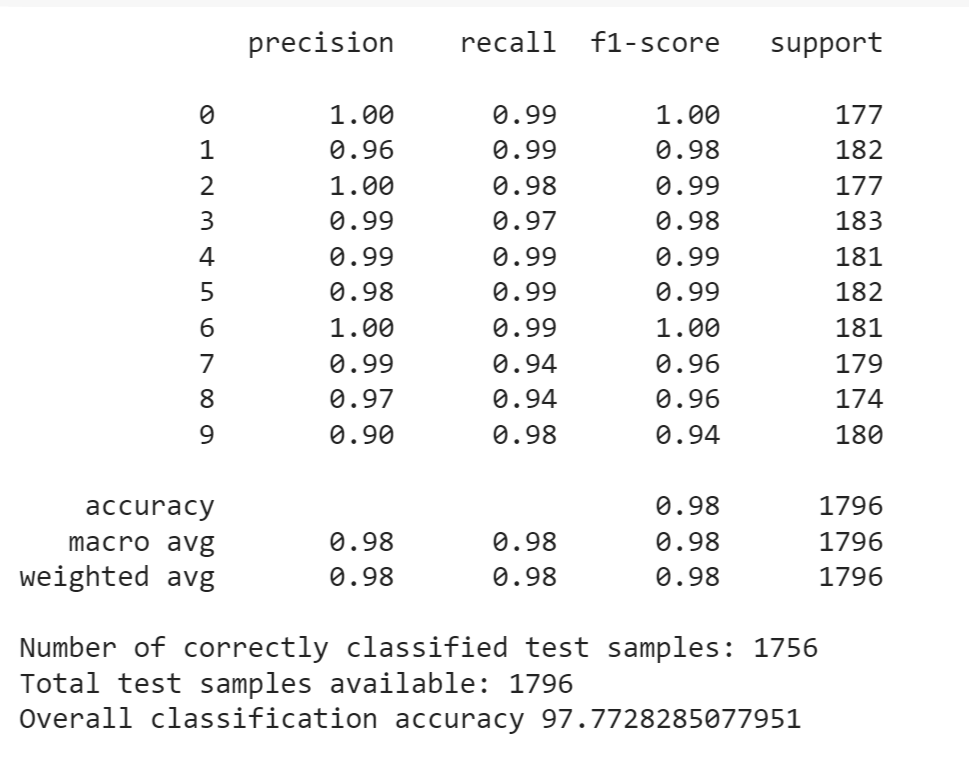 precision recall f1-score support
0 1.00 0.99 1.00 177
1 0.96 0.99 0.98 182
2 1.00 0.98 0.99 177
3 0.99 0.97 0.98 183
4 0.99 0.99 0.99 181
5 0.98 0.99 0.99 182
6 1.00 0.99 1.00 181
7 0.99 0.94 0.96 179
8 0.97 0.94 0.96 174
9 0.90 0.98 0.94 180
accuracy 0.98 1796
macro avg 0.98 0.98 0.98 1796
weighted avg 0.98 0.98 0.98 1796
Number of correctly classified test samples: 1756
Total test samples available: 1796
Overall classification accuracy 97.7728285077951